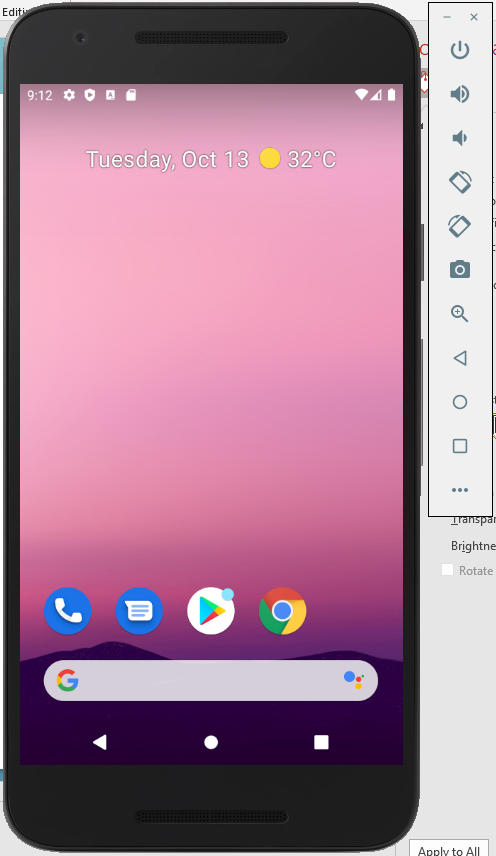 Editi
9:12
A
Tuesday, Oct 13 32°C
G
Transpar
Brightne
Rotate
Apply to All